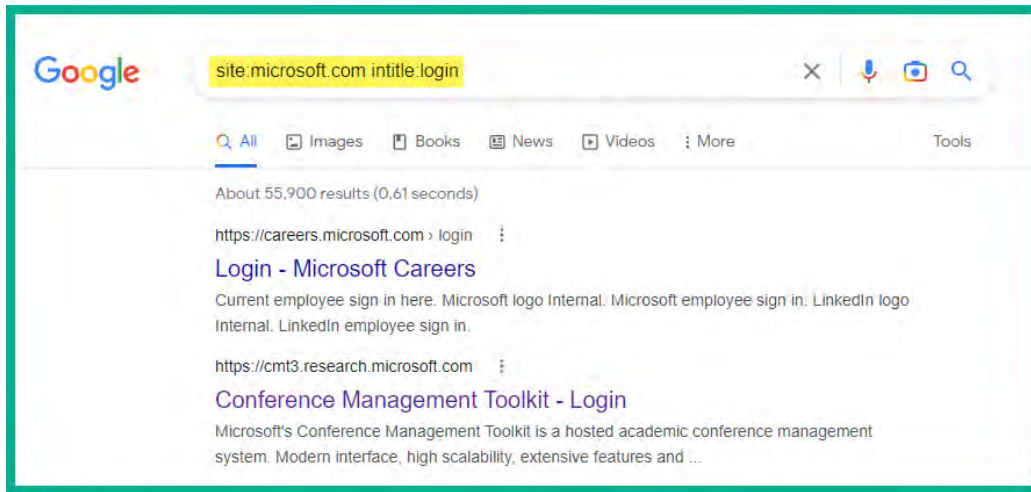 Google
site:microsoft.com intitle:login
All Images Books News Videos More Tools
About 55,900 results (0.61 seconds)
https://careers.microsoft.com › login
Login - Microsoft Careers
Current employee sign in here. Microsoft logo Internal. Microsoft employee sign in. LinkedIn logo
Internal. LinkedIn employee sign in.
https://cmt3.research.microsoft.com
Conference Management Toolkit - Login
Microsoft's Conference Management Toolkit is a hosted academic conference management
system. Modern interface, high scalability, extensive features and ...